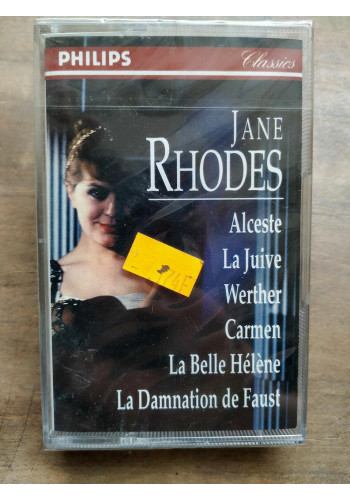 PHILIPS
Classics
JANE
RHODES
Alceste
La Juive
Werther
Carmen
La Belle Hélène
La Damnation de Faust